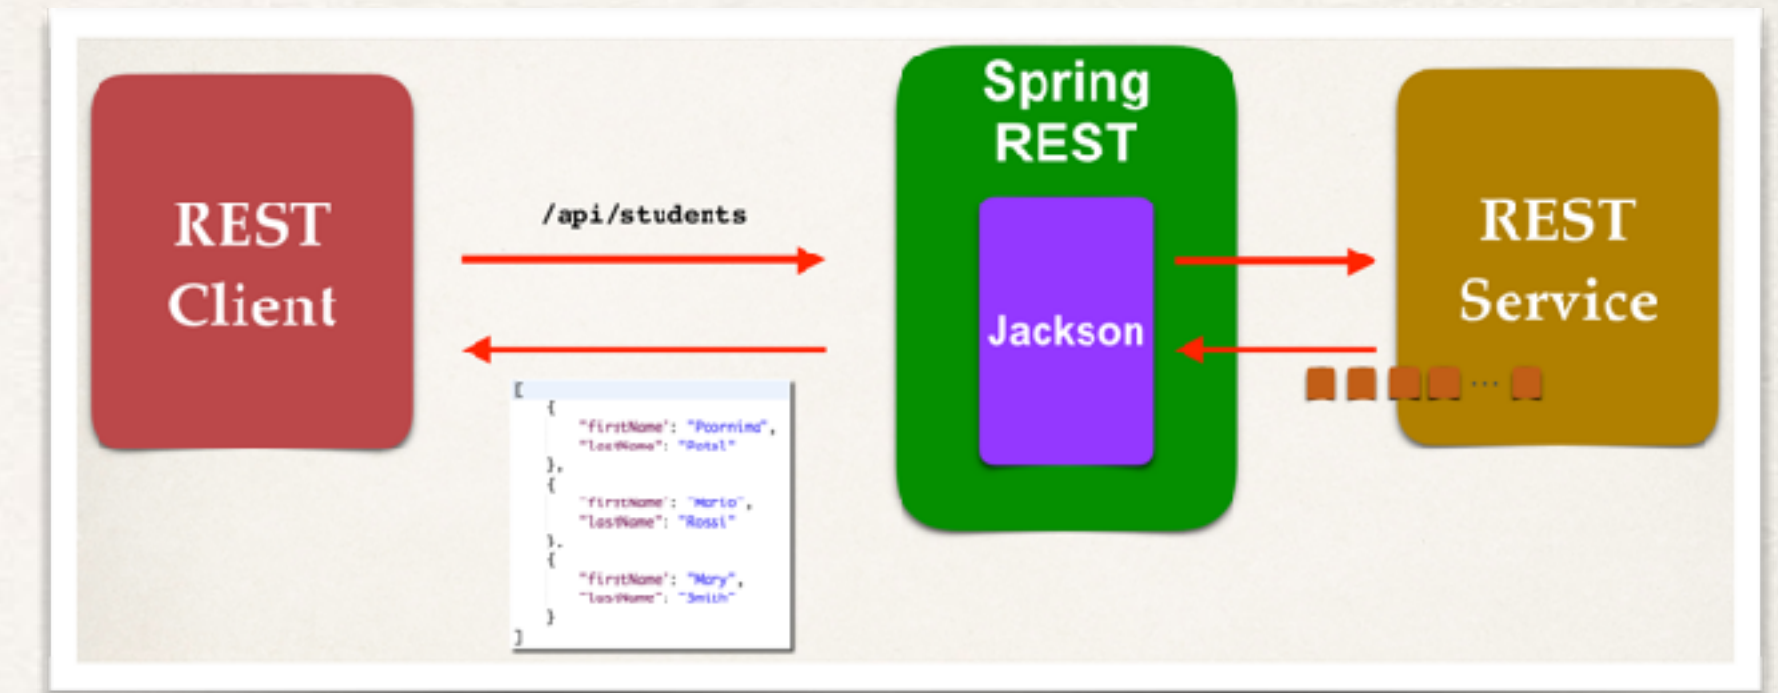 REST
Client
/api/students
[
{
"firstName": "Poornima",
"lastName": "Patel"
},
{
"firstName": "Mario",
"lastName": "Rossi"
},
{
"firstName": "Mary",
"lastName": "Smith"
}
]
Spring
REST
Jackson
REST
Service
...